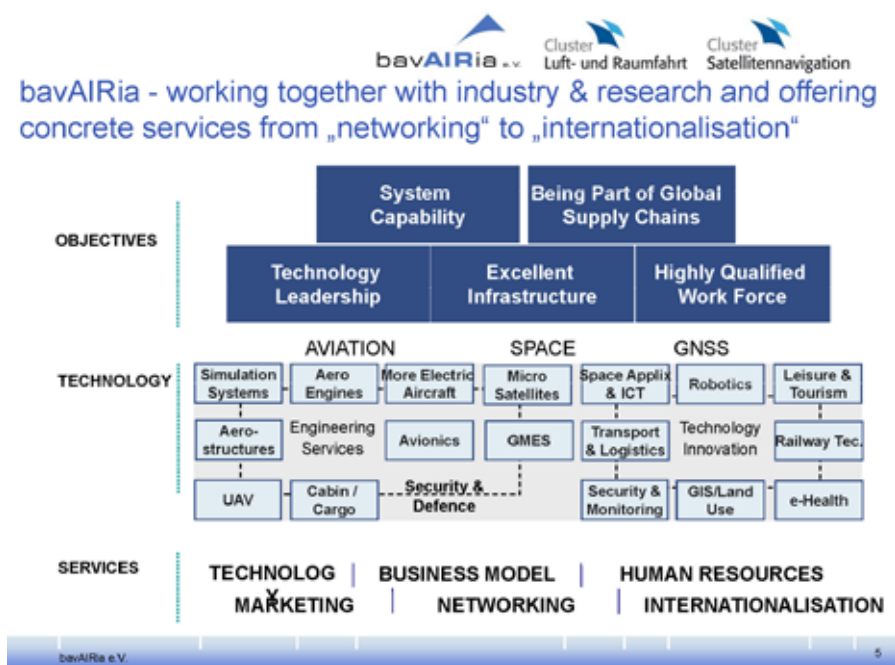 bavAIRia e.V.
Cluster
Luft- und Raumfahrt
Cluster
Satellitennavigation
bavAIRia - working together with industry & research and offering
concrete services from „networking“ to „internationalisation“
OBJECTIVES
System
Capability
Being Part of Global
Supply Chains
Technology
Leadership
Excellent
Infrastructure
Highly Qualified
Work Force
TECHNOLOGY
AVIATION
SPACE
GNSS
Simulation
Systems
Aero
Engines
More Electric
Aircraft
Micro
Satellites
Space Applix
& ICT
Robotics
Leisure &
Tourism
Aero-
structures
Engineering
Services
Avionics
GMES
Transport
& Logistics
Technology
Innovation
Railway Tec.
UAV
Cabin /
Cargo
Security &
Defence
Security &
Monitoring
GIS/Land
Use
e-Health
SERVICES
TECHNOLOG
Y
BUSINESS MODEL
HUMAN RESOURCES
MARKETING
NETWORKING
INTERNATIONALISATION
bavAIRia e.V.
5